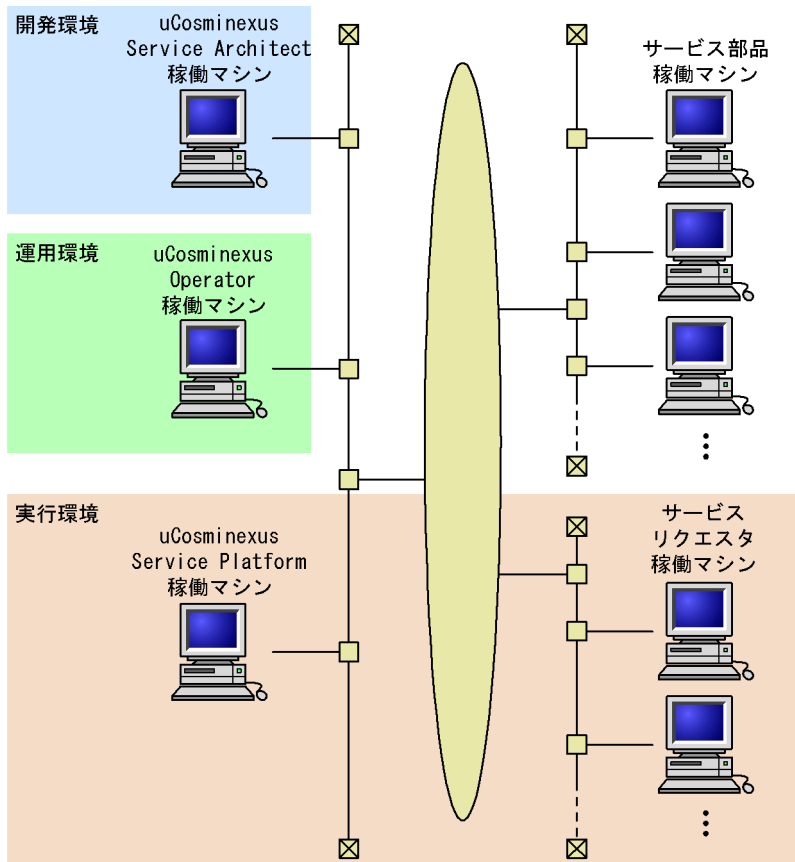 開発環境
uCosminexus
Service Architect
稼働マシン
サービス部品
稼働マシン
運用環境
uCosminexus
Operator
稼働マシン
実行環境
uCosminexus
Service Platform
稼働マシン
サービス
リクエスタ
稼働マシン